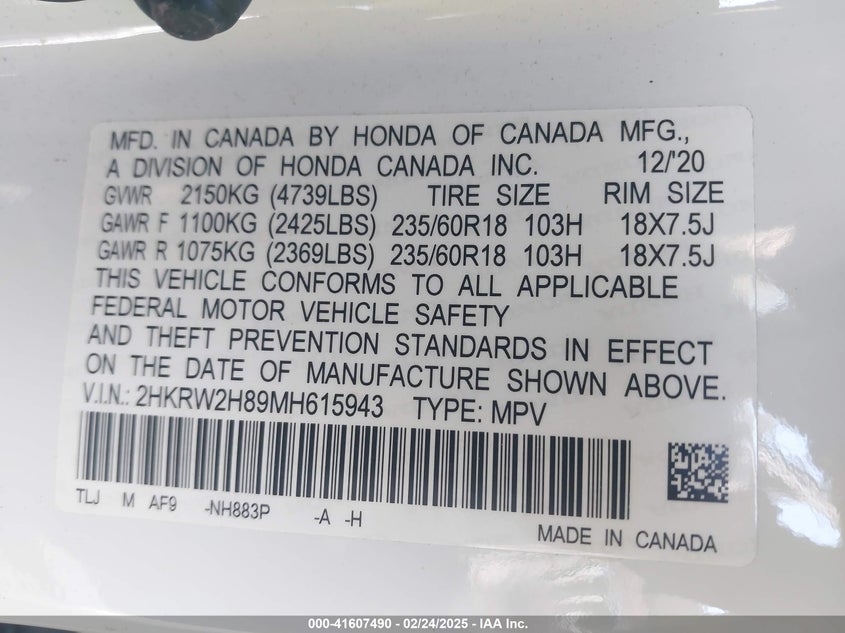 MFD. IN CANADA BY HONDA OF CANADA MFG.,
A DIVISION OF HONDA CANADA INC. 12/'20
GVWR 2150KG (4739LBS) TIRE SIZE RIM SIZE
GAWR F 1100KG (2425LBS) 235/60R18 103H 18X7.5J
GAWR R 1075KG (2369LBS) 235/60R18 103H 18X7.5J
THIS VEHICLE CONFORMS TO ALL APPLICABLE
FEDERAL MOTOR VEHICLE SAFETY
AND THEFT PREVENTION STANDARDS IN EFFECT
ON THE DATE OF MANUFACTURE SHOWN ABOVE.
V.I.N.: 2HKRW2H89MH615943 TYPE: MPV
TLJ M AF9 -NH883P -A -H
MADE IN CANADA
000-41607490 - 02/24/2025 - IAA Inc.